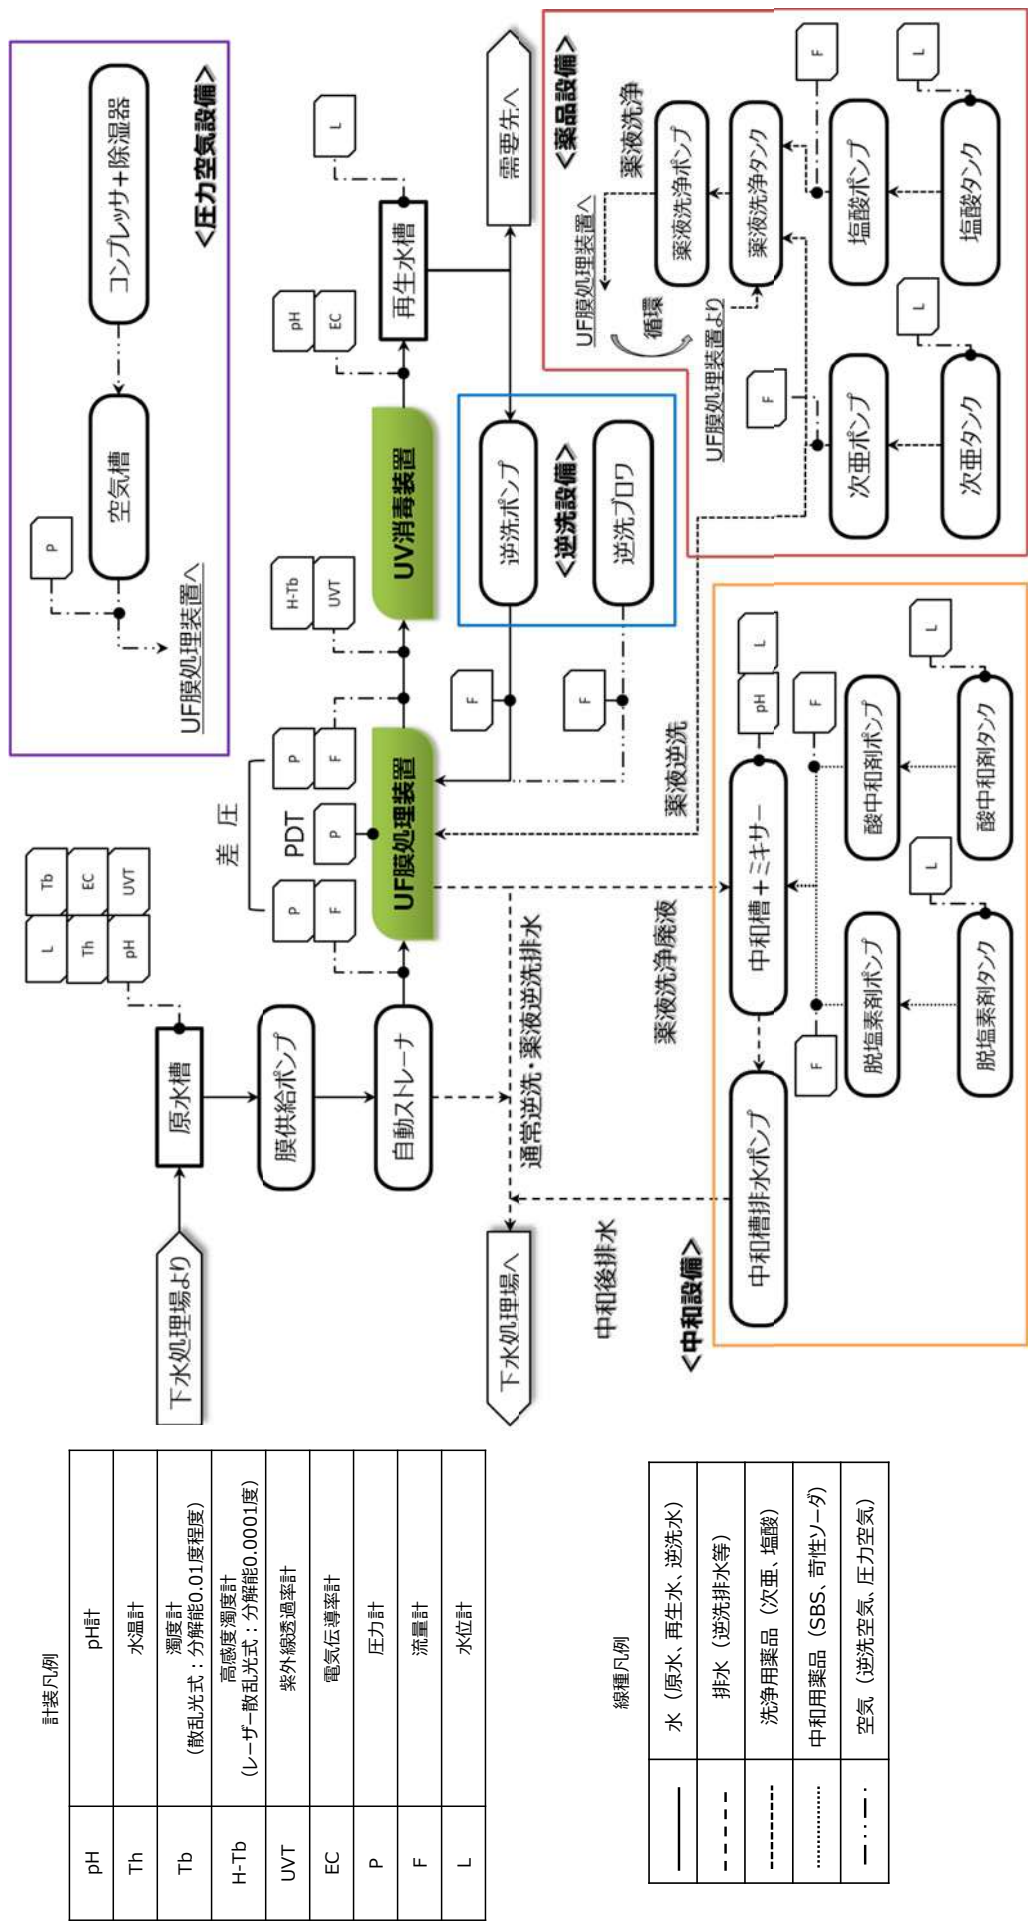 計装凡例
pH pH計
Th 水温計
Tb 濁度計
(散乱光式：分解能0.01度程度)
H-Tb 高感度濁度計
(レーザー散乱光式：分解能0.0001度)
UVT 紫外線透過率計
EC 電気伝導率計
P 圧力計
F 流量計
L 水位計
線種凡例
水（原水、再生水、逆洗水）
排水（逆洗排水等）
洗浄用薬品（次亜、塩酸）
中和用薬品（SBS、苛性ソーダ）
空気（逆洗空気、圧力空気）
下水処理場より
原水槽
L
Tb
Th
EC
pH
UVT
膜供給ポンプ
自動ストレーナ
差 圧
P
F
PDT
P
P
F
UF膜処理装置
H-Tb
UVT
UV消毒装置
pH
EC
再生水槽
L
需要先へ
P
空気槽
コンプレッサ+除湿器
UF膜処理装置へ
<圧力空気設備>
F
逆洗ポンプ
<逆洗設備>
F
逆洗ブロワ
下水処理場へ
通常逆洗・薬液逆洗排水
薬液逆洗
中和後排水
薬液洗浄廃液
<中和設備>
中和槽排水ポンプ
中和槽＋ミキサー
pH
L
F
F
脱塩素剤ポンプ
酸中和剤ポンプ
L
L
脱塩素剤タンク
酸中和剤タンク
<薬品設備>
UF膜処理装置へ
薬液洗浄
循環
薬液洗浄ポンプ
UF膜処理装置より
薬液洗浄タンク
F
F
次亜ポンプ
塩酸ポンプ
L
L
次亜タンク
塩酸タンク